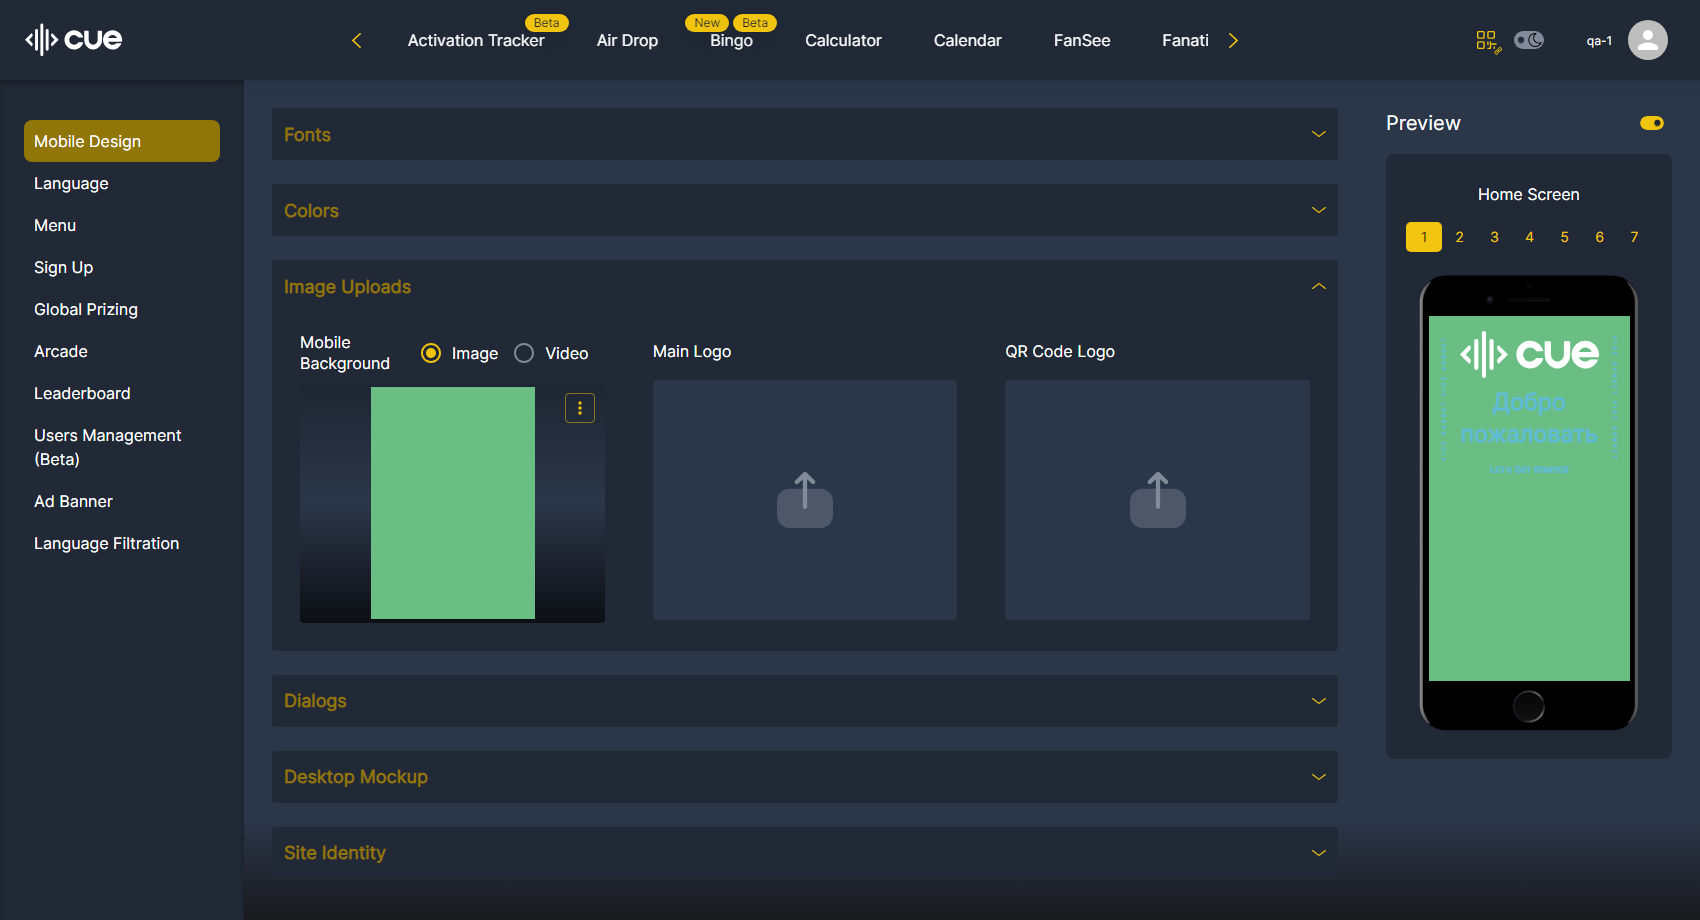 cue
Beta
New
Beta
Activation Tracker
Air Drop
Bingo
Calculator
Calendar
FanSee
Fanati
qa-1
Mobile Design
Language
Menu
Sign Up
Global Prizing
Arcade
Leaderboard
Users Management
(Beta)
Ad Banner
Language Filtration
Fonts
Colors
Image Uploads
Mobile
Background
Image
Video
Main Logo
QR Code Logo
Dialogs
Desktop Mockup
Site Identity
Preview
Home Screen
1 2 3 4 5 6 7
cue
Добро
пожаловать